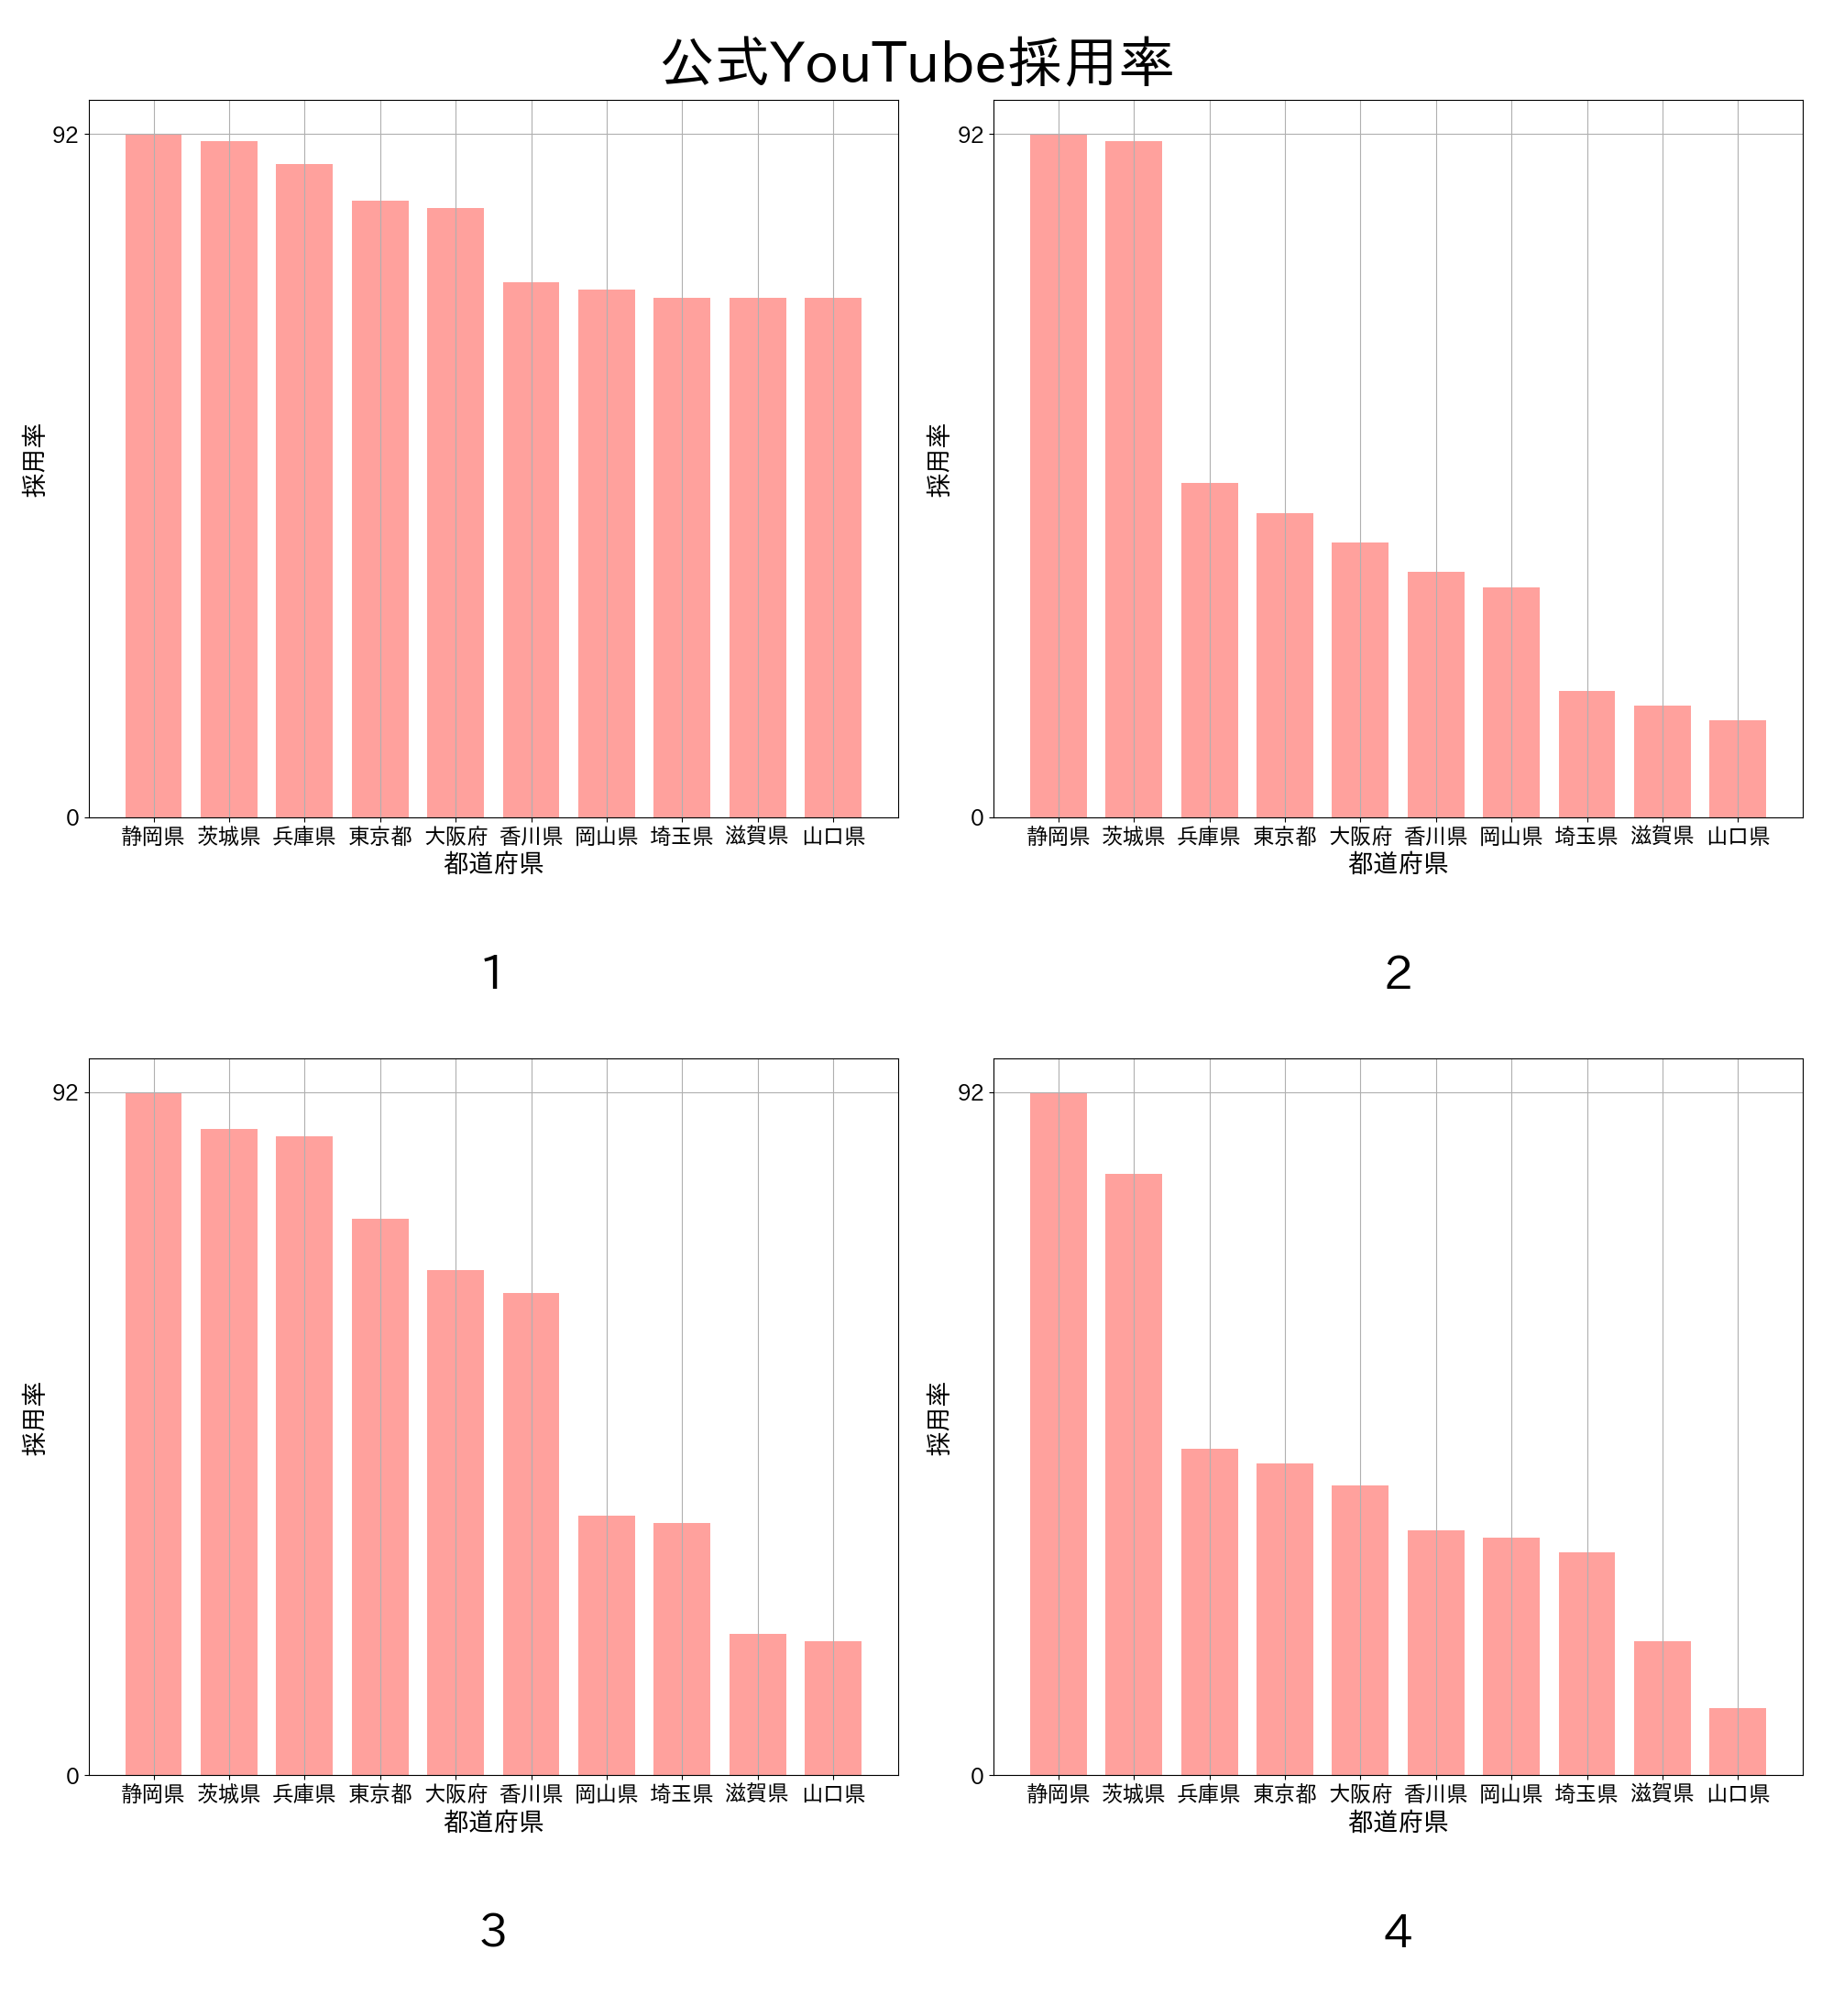 公式YouTube採用率
92
0
採用率
静岡県 茨城県 兵庫県 東京都 大阪府 香川県 岡山県 埼玉県 滋賀県 山口県
都道府県
1
92
0
採用率
静岡県 茨城県 兵庫県 東京都 大阪府 香川県 岡山県 埼玉県 滋賀県 山口県
都道府県
2
92
0
採用率
静岡県 茨城県 兵庫県 東京都 大阪府 香川県 岡山県 埼玉県 滋賀県 山口県
都道府県
3
92
0
採用率
静岡県 茨城県 兵庫県 東京都 大阪府 香川県 岡山県 埼玉県 滋賀県 山口県
都道府県
4